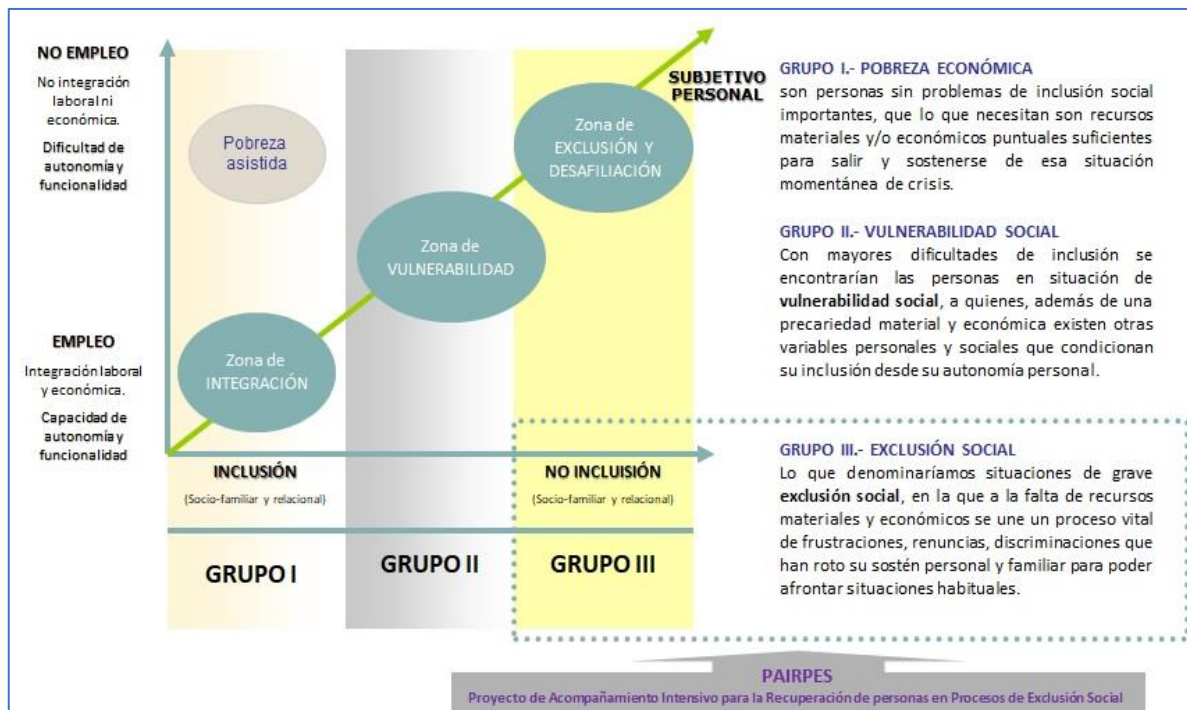 NO EMPLEO
No integración
laboral ni
económica.
Dificultad de
autonomía y
funcionalidad
EMPLEO
Integración laboral
y económica.
Capacidad de
autonomía y
funcionalidad
Pobreza
asistida
Zona de
INTEGRACIÓN
Zona de
VULNERABILIDAD
Zona de
EXCLUSIÓN Y
DESAFILIACIÓN
SUBJETIVO
PERSONAL
INCLUSIÓN
(Socio-familiar y relacional)
NO INCLUISIÓN
(Socio-familiar y relacional)
GRUPO I
GRUPO II
GRUPO III
GRUPO I.- POBREZA ECONÓMICA
son personas sin problemas de inclusión social
importantes, que lo que necesitan son recursos
materiales y/o económicos puntuales suficientes
para salir y sostenerse de esa situación
momentánea de crisis.
GRUPO II.- VULNERABILIDAD SOCIAL
Con mayores dificultades de inclusión se
encontrarían las personas en situación de
vulnerabilidad social, a quienes, además de una
precariedad material y económica existen otras
variables personales y sociales que condicionan
su inclusión desde su autonomía personal.
GRUPO III.- EXCLUSIÓN SOCIAL
Lo que denominaríamos situaciones de grave
exclusión social, en la que a la falta de recursos
materiales y económicos se une un proceso vital
de frustraciones, renuncias, discriminaciones que
han roto su sostén personal y familiar para poder
afrontar situaciones habituales.
PAIRPES
Proyecto de Acompañamiento Intensivo para la Recuperación de personas en Procesos de Exclusión Social